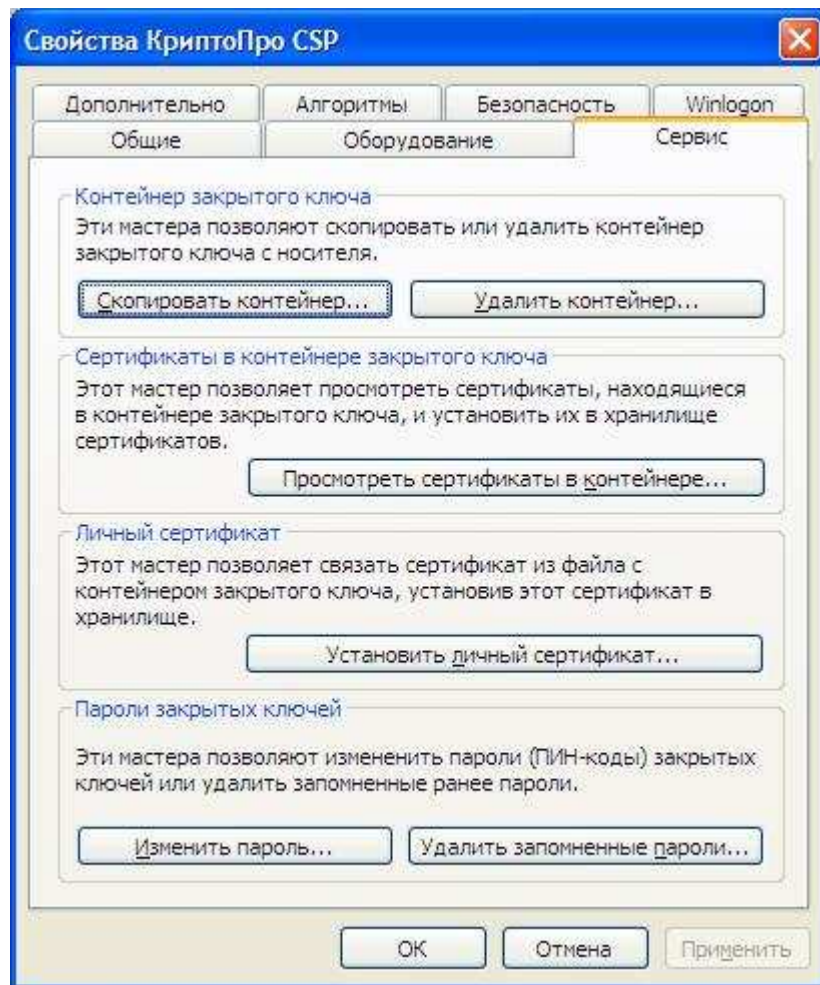 Свойства КриптоПро CSP
Дополнительно Алгоритмы Безопасность Winlogon
Общие Оборудование Сервис
Контейнер закрытого ключа
Эти мастера позволяют скопировать или удалить контейнер
закрытого ключа с носителя.
Скопировать контейнер... Удалить контейнер...
Сертификаты в контейнере закрытого ключа
Этот мастер позволяет просмотреть сертификаты, находящиеся
в контейнере закрытого ключа, и установить их в хранилище
сертификатов.
Просмотреть сертификаты в контейнере...
Личный сертификат
Этот мастер позволяет связать сертификат из файла с
контейнером закрытого ключа, установив этот сертификат в
хранилище.
Установить личный сертификат...
Пароли закрытых ключей
Эти мастера позволяют измененить пароли (ПИН-коды) закрытых
ключей или удалить запомненные ранее пароли.
Изменить пароль... Удалить запомненные пароли...
ОК Отмена Применить